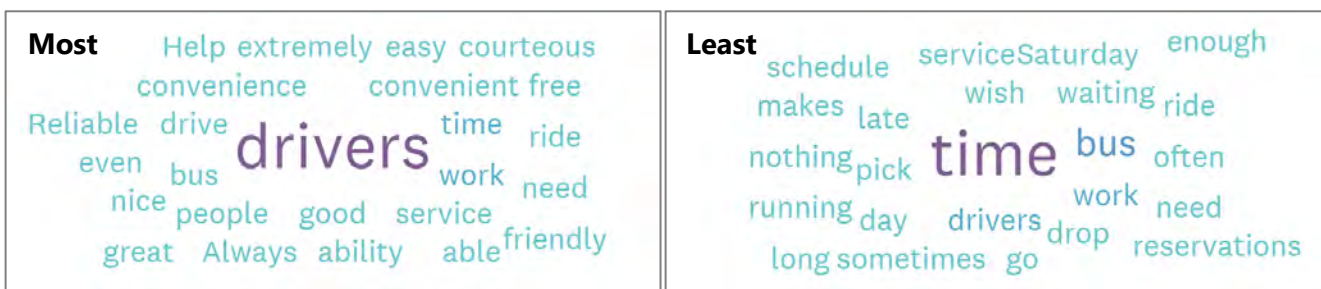 Most
Help extremely easy courteous
convenience convenient free
Reliable drive drivers time ride
even bus work need
nice people good service
great Always ability able friendly
Least
schedule serviceSaturday enough
makes late wish waiting ride
nothing pick time bus often
running day drivers work need
long sometimes go drop reservations